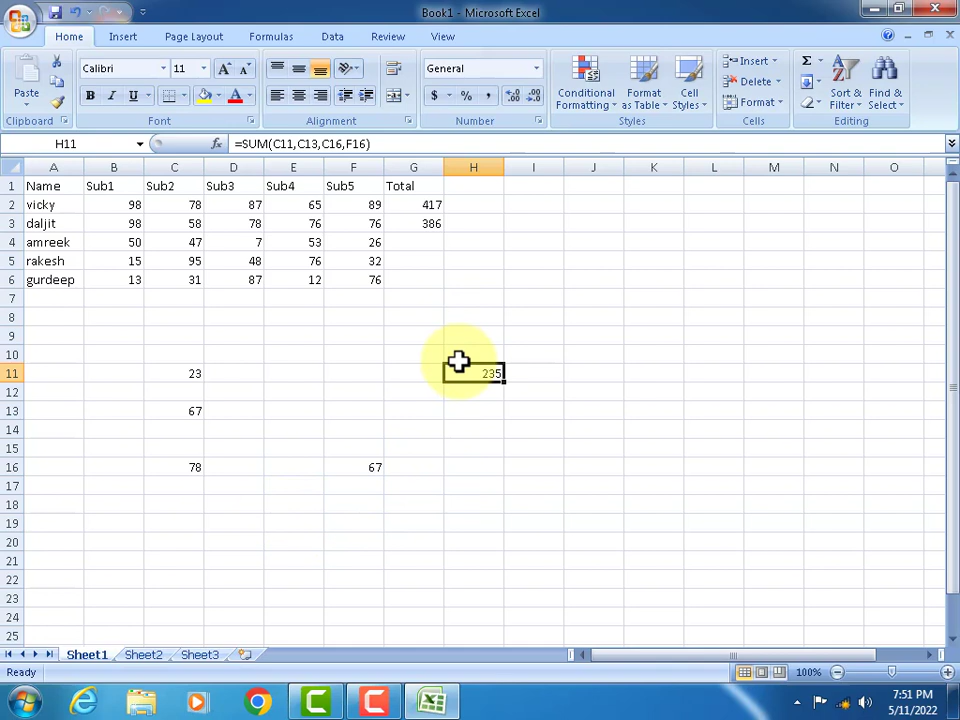 Book1 - Microsoft Excel
Home Insert Page Layout Formulas Data Review View
Calibri 11 General Insert Σ
Paste B I U $ % , Conditional Formatting Format as Table Cell Styles Delete Format Sort & Filter Find & Select
Clipboard Font Alignment Number Styles Cells Editing
H11 fx =SUM(C11,C13,C16,F16)
A B C D E F G H I J K L M N O
1 Name Sub1 Sub2 Sub3 Sub4 Sub5 Total
2 vicky 98 78 87 65 89 417
3 daljit 98 58 78 76 76 386
4 amreek 50 47 7 53 26
5 rakesh 15 95 48 76 32
6 gurdeep 13 31 87 12 76
7
8
9
10
11 23 235
12
13 67
14
15
16 78 67
17
18
19
20
21
22
23
24
25
Sheet1 Sheet2 Sheet3
Ready 100%
7:51 PM
5/11/2022